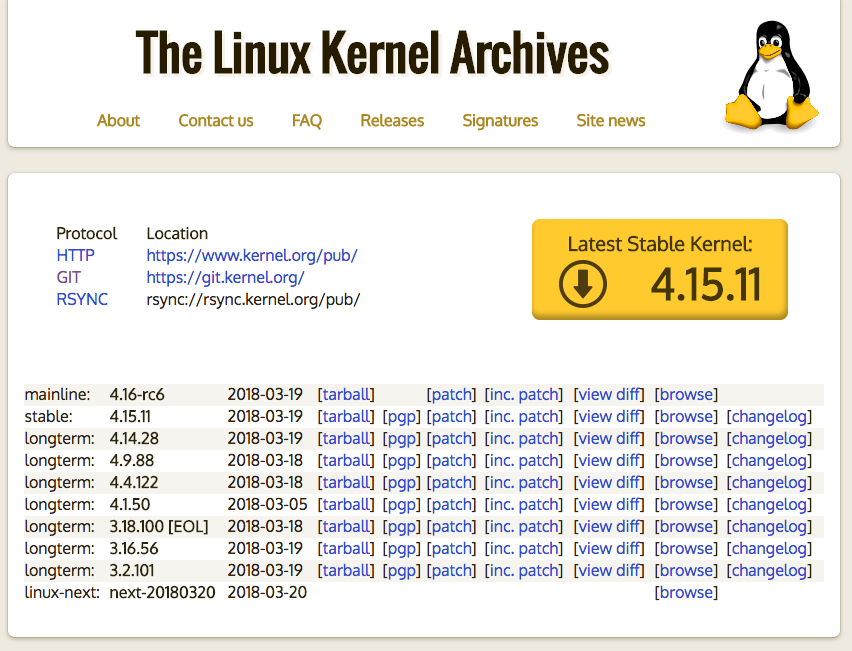 The Linux Kernel Archives
About Contact us FAQ Releases Signatures Site news
Protocol Location
HTTP https://www.kernel.org/pub/
GIT https://git.kernel.org/
RSYNC rsync://rsync.kernel.org/pub/
Latest Stable Kernel:
4.15.11
mainline: 4.16-rc6 2018-03-19 [tarball] [patch] [inc. patch] [view diff] [browse]
stable: 4.15.11 2018-03-19 [tarball] [pgp] [patch] [inc. patch] [view diff] [browse] [changelog]
longterm: 4.14.28 2018-03-19 [tarball] [pgp] [patch] [inc. patch] [view diff] [browse] [changelog]
longterm: 4.9.88 2018-03-18 [tarball] [pgp] [patch] [inc. patch] [view diff] [browse] [changelog]
longterm: 4.4.122 2018-03-18 [tarball] [pgp] [patch] [inc. patch] [view diff] [browse] [changelog]
longterm: 4.1.50 2018-03-05 [tarball] [pgp] [patch] [inc. patch] [view diff] [browse] [changelog]
longterm: 3.18.100 [EOL] 2018-03-18 [tarball] [pgp] [patch] [inc. patch] [view diff] [browse] [changelog]
longterm: 3.16.56 2018-03-19 [tarball] [pgp] [patch] [inc. patch] [view diff] [browse] [changelog]
longterm: 3.2.101 2018-03-19 [tarball] [pgp] [patch] [inc. patch] [view diff] [browse] [changelog]
linux-next: next-20180320 2018-03-20 [browse]